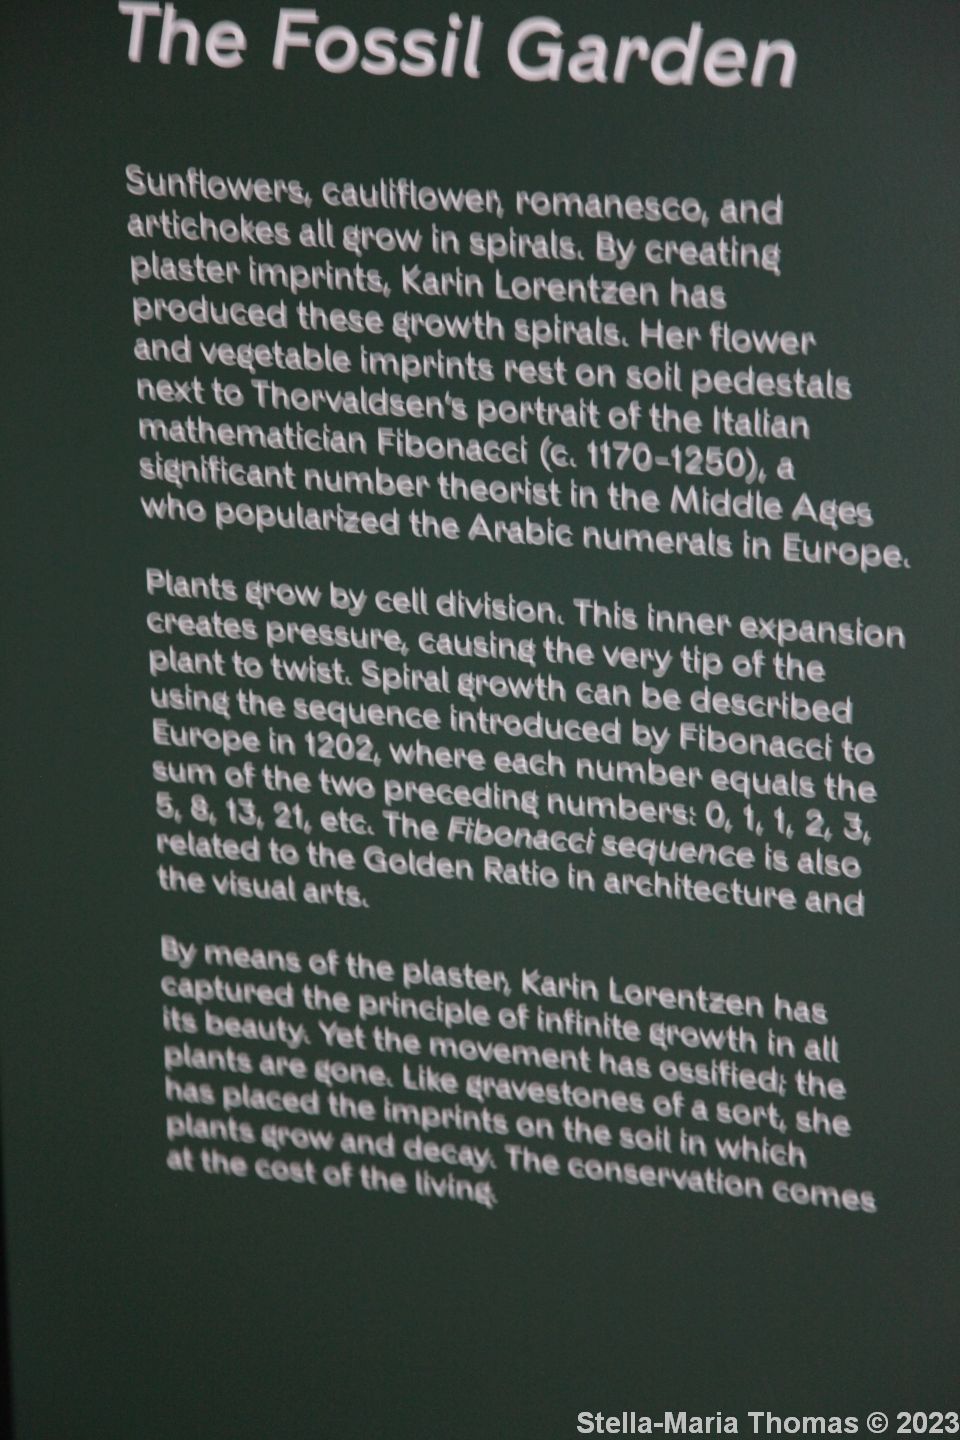 The Fossil Garden
Sunflowers, cauliflower, romanesco, and
artichokes all grow in spirals. By creating
plaster imprints, Karin Lorentzen has
produced these growth spirals. Her flower
and vegetable imprints rest on soil pedestals
next to Thorvaldsen's portrait of the Italian
mathematician Fibonacci (c. 1170–1250), a
significant number theorist in the Middle Ages
who popularized the Arabic numerals in Europe.
Plants grow by cell division. This inner expansion
creates pressure, causing the very tip of the
plant to twist. Spiral growth can be described
using the sequence introduced by Fibonacci to
Europe in 1202, where each number equals the
sum of the two preceding numbers: 0, 1, 1, 2, 3,
5, 8, 13, 21, etc. The Fibonacci sequence is also
related to the Golden Ratio in architecture and
the visual arts.
By means of the plaster, Karin Lorentzen has
captured the principle of infinite growth in all
its beauty. Yet the movement has ossified; the
plants are gone. Like gravestones of a sort, she
has placed the imprints on the soil in which
plants grow and decay. The conservation comes
at the cost of the living.
Stella-Maria Thomas © 2023